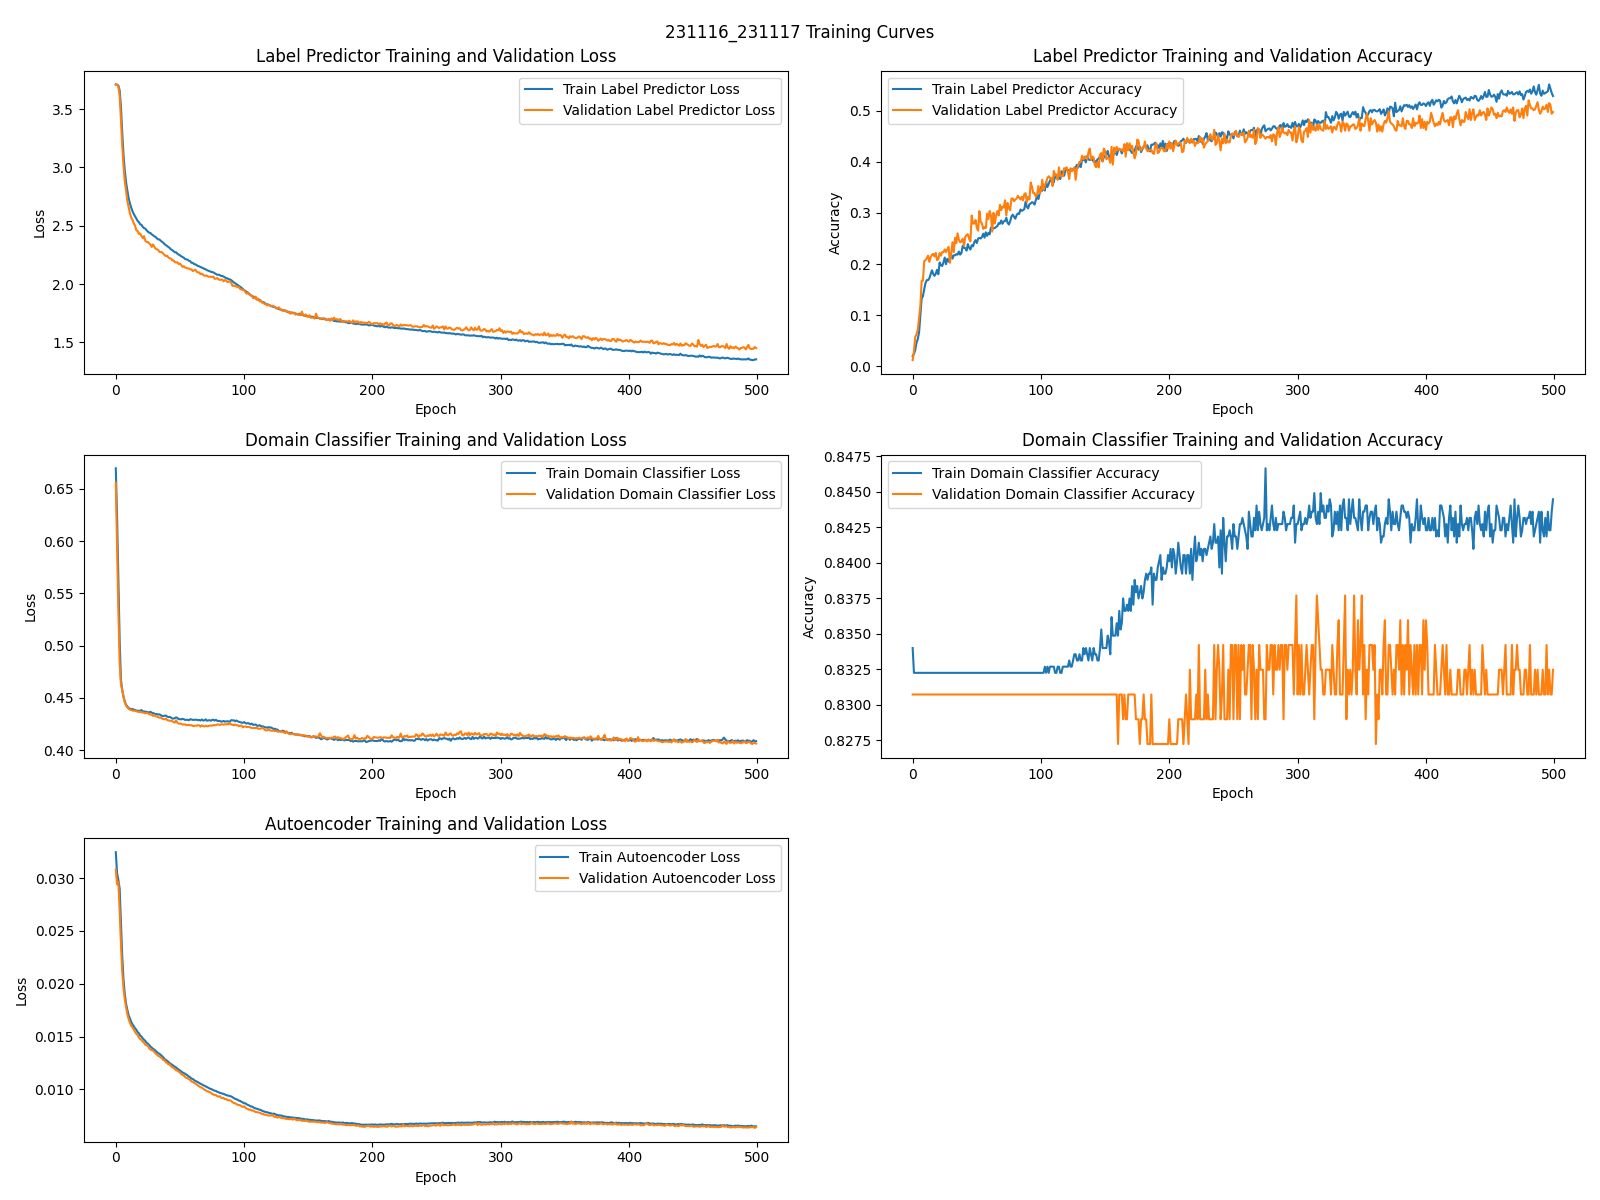 231116_231117 Training Curves
Label Predictor Training and Validation Loss
Train Label Predictor Loss
Validation Label Predictor Loss
3.5
3.0
2.5
2.0
1.5
Loss
0 100 200 300 400 500
Epoch
Label Predictor Training and Validation Accuracy
Train Label Predictor Accuracy
Validation Label Predictor Accuracy
0.5
0.4
0.3
0.2
0.1
0.0
Accuracy
0 100 200 300 400 500
Epoch
Domain Classifier Training and Validation Loss
Train Domain Classifier Loss
Validation Domain Classifier Loss
0.65
0.60
0.55
0.50
0.45
0.40
Loss
0 100 200 300 400 500
Epoch
Domain Classifier Training and Validation Accuracy
Train Domain Classifier Accuracy
Validation Domain Classifier Accuracy
0.8475
0.8450
0.8425
0.8400
0.8375
0.8350
0.8325
0.8300
0.8275
Accuracy
0 100 200 300 400 500
Epoch
Autoencoder Training and Validation Loss
Train Autoencoder Loss
Validation Autoencoder Loss
0.030
0.025
0.020
0.015
0.010
Loss
0 100 200 300 400 500
Epoch